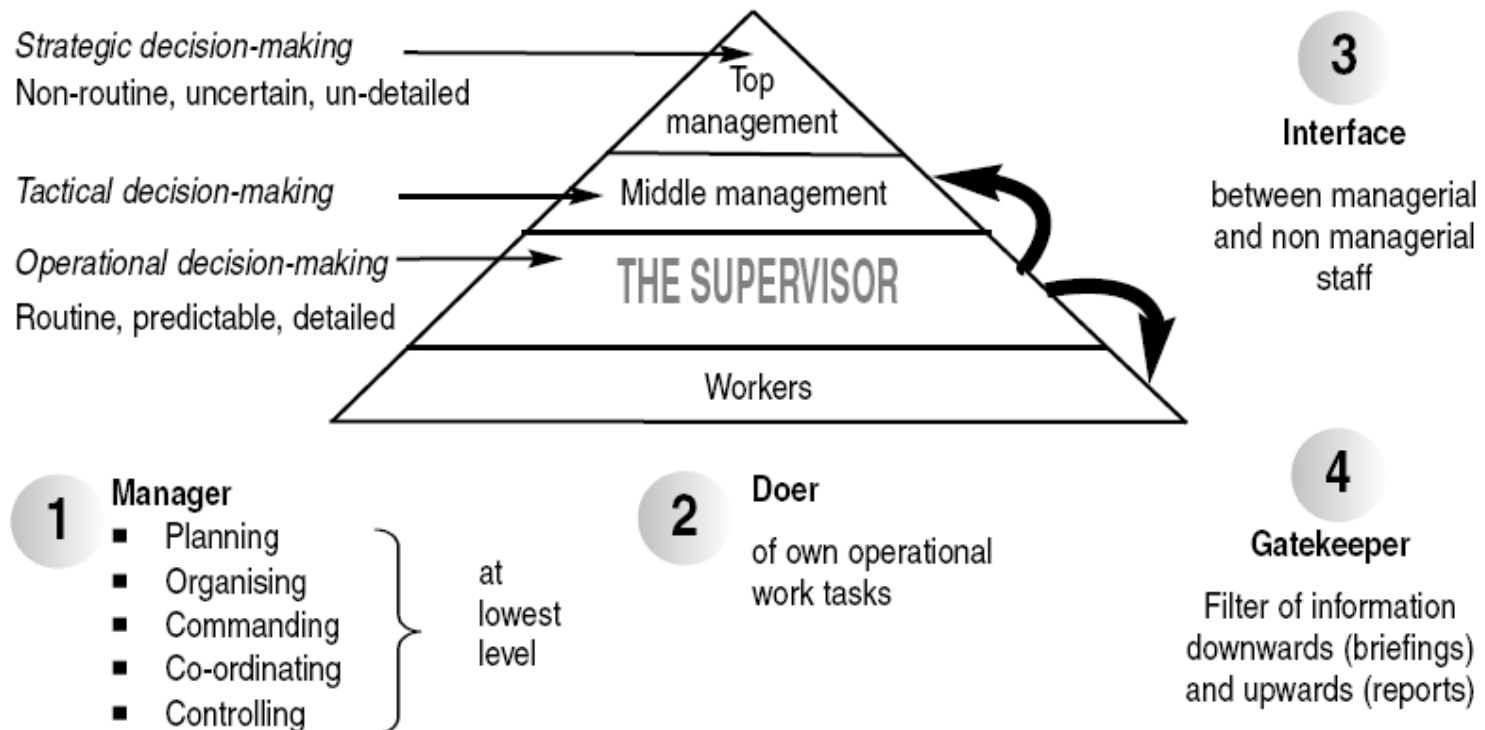 Strategic decision-making
Non-routine, uncertain, un-detailed
Tactical decision-making
Operational decision-making
Routine, predictable, detailed
Top
management
Middle management
THE SUPERVISOR
Workers
3
Interface
between managerial
and non managerial
staff
1
Manager
■ Planning
■ Organising
■ Commanding
■ Co-ordinating
■ Controlling
at
lowest
level
2
Doer
of own operational
work tasks
4
Gatekeeper
Filter of information
downwards (briefings)
and upwards (reports)